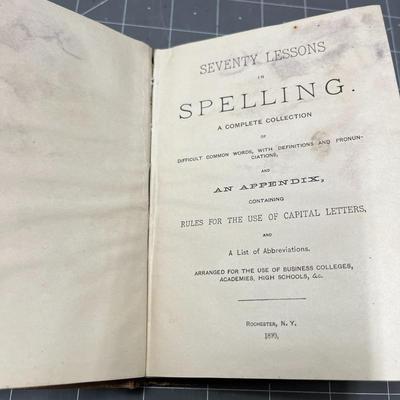 SEVENTY LESSONS
IN
SPELLING.
A COMPLETE COLLECTION
OF
DIFFICULT COMMON WORDS, WITH DEFINITIONS AND PRONUN-
CIATIONS,
AND
AN APPENDIX,
CONTAINING
RULES FOR THE USE OF CAPITAL LETTERS,
AND
A List of Abbreviations.
ARRANGED FOR THE USE OF BUSINESS COLLEGES,
ACADEMIES, HIGH SCHOOLS, &c.
ROCHESTER, N. Y.